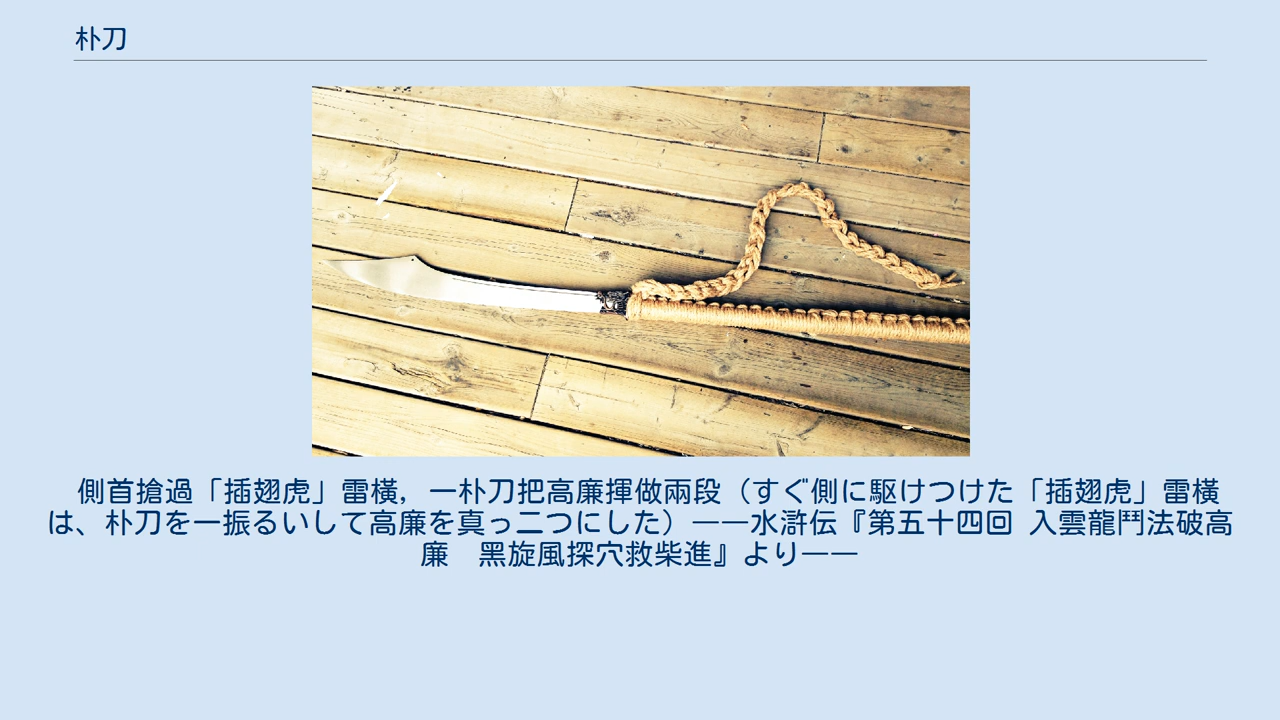 朴刀
側首搶過「插翅虎」雷橫，一朴刀把高廉揮做兩段（すぐ側に駆けつけた「插翅虎」雷橫
は、朴刀を一振るいして高廉を真っ二つにした）――水滸伝『第五十四回 入雲龍鬥法破高
廉　黑旋風探穴救柴進』より――